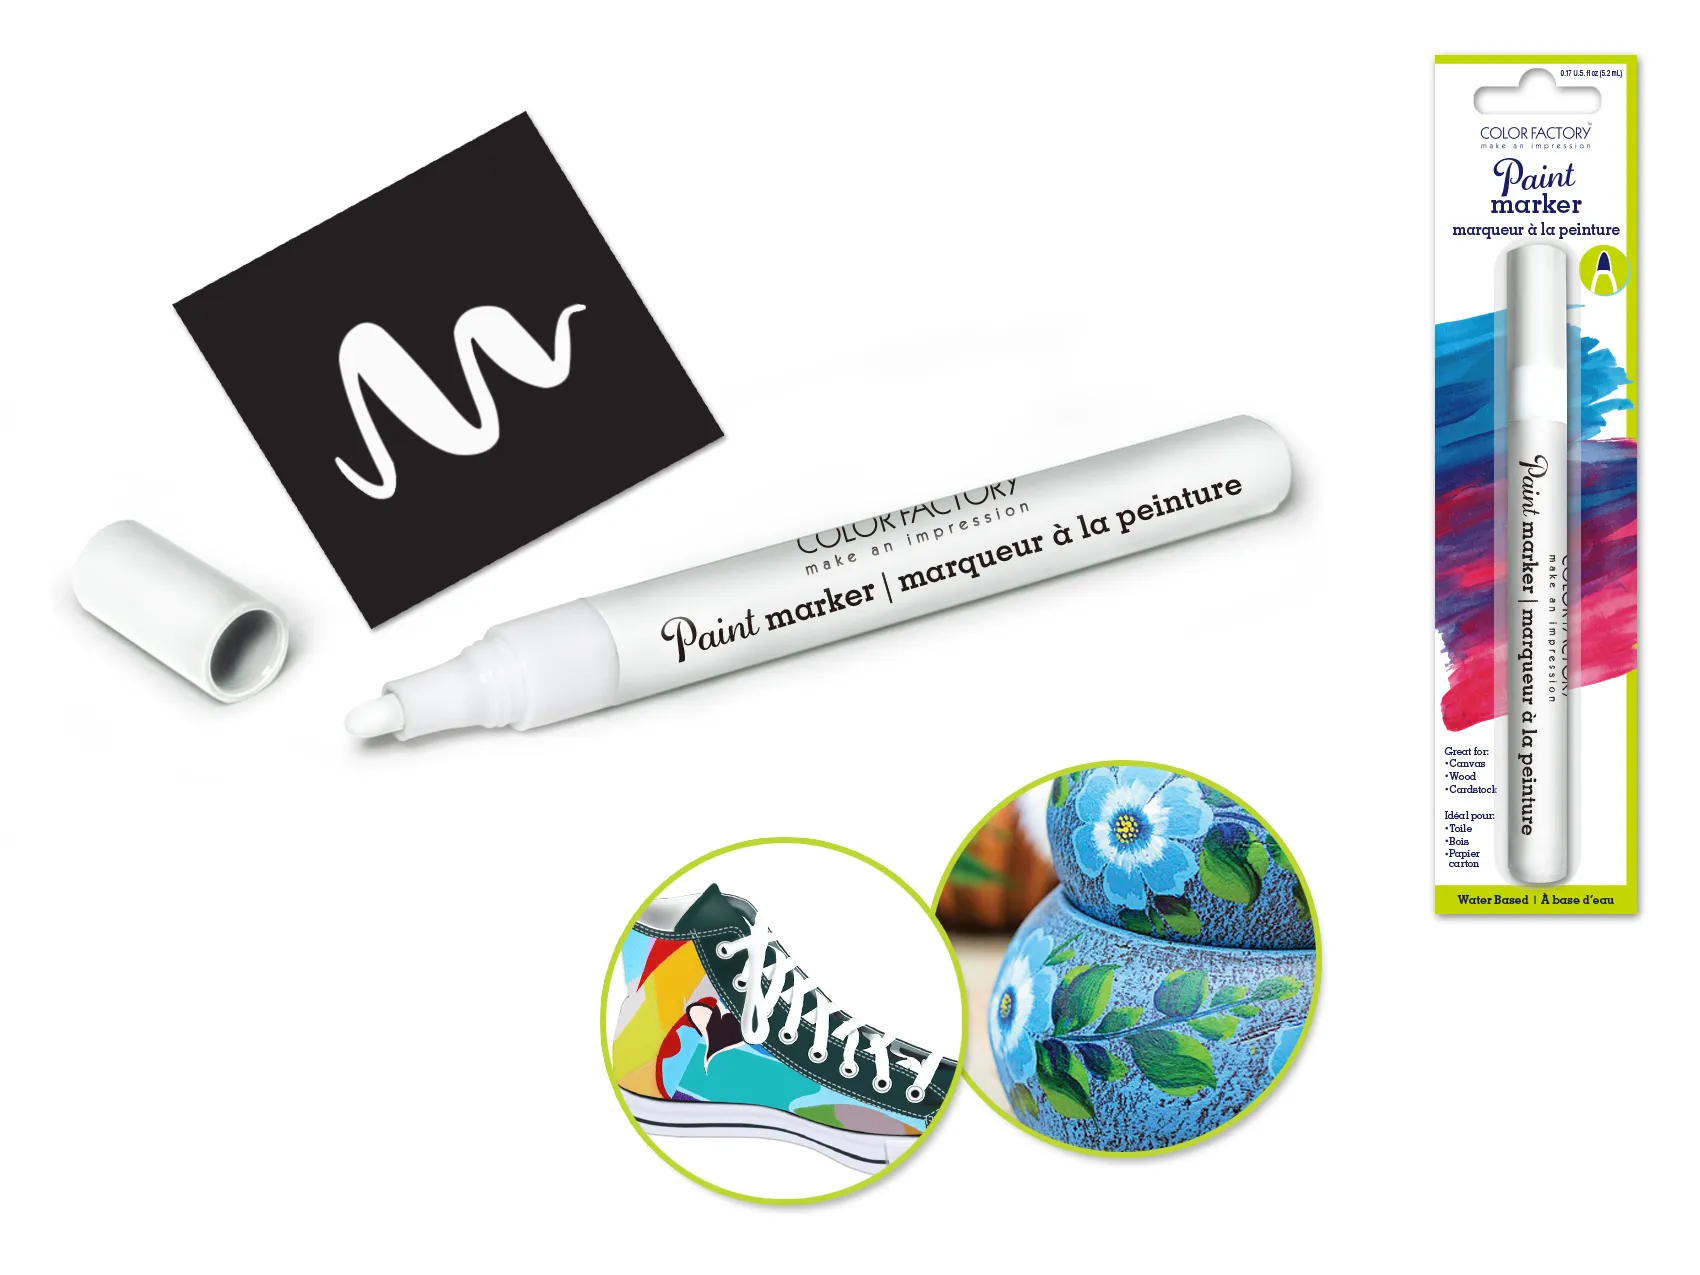 COLOR FACTORY
make an impression
Paint marker | marqueur à la peinture
0.17 U.S. fl oz (5.2 mL)
COLOR FACTORY™
make an impression
Paint
marker
marqueur à la peinture
Paint marker | marqueur à la peinture
make an impression
COLOR FACTORY
Great for:
•Canvas
•Wood
•Cardstock
Idéal pour:
•Toile
•Bois
•Papier
carton
Water Based | À base d'eau